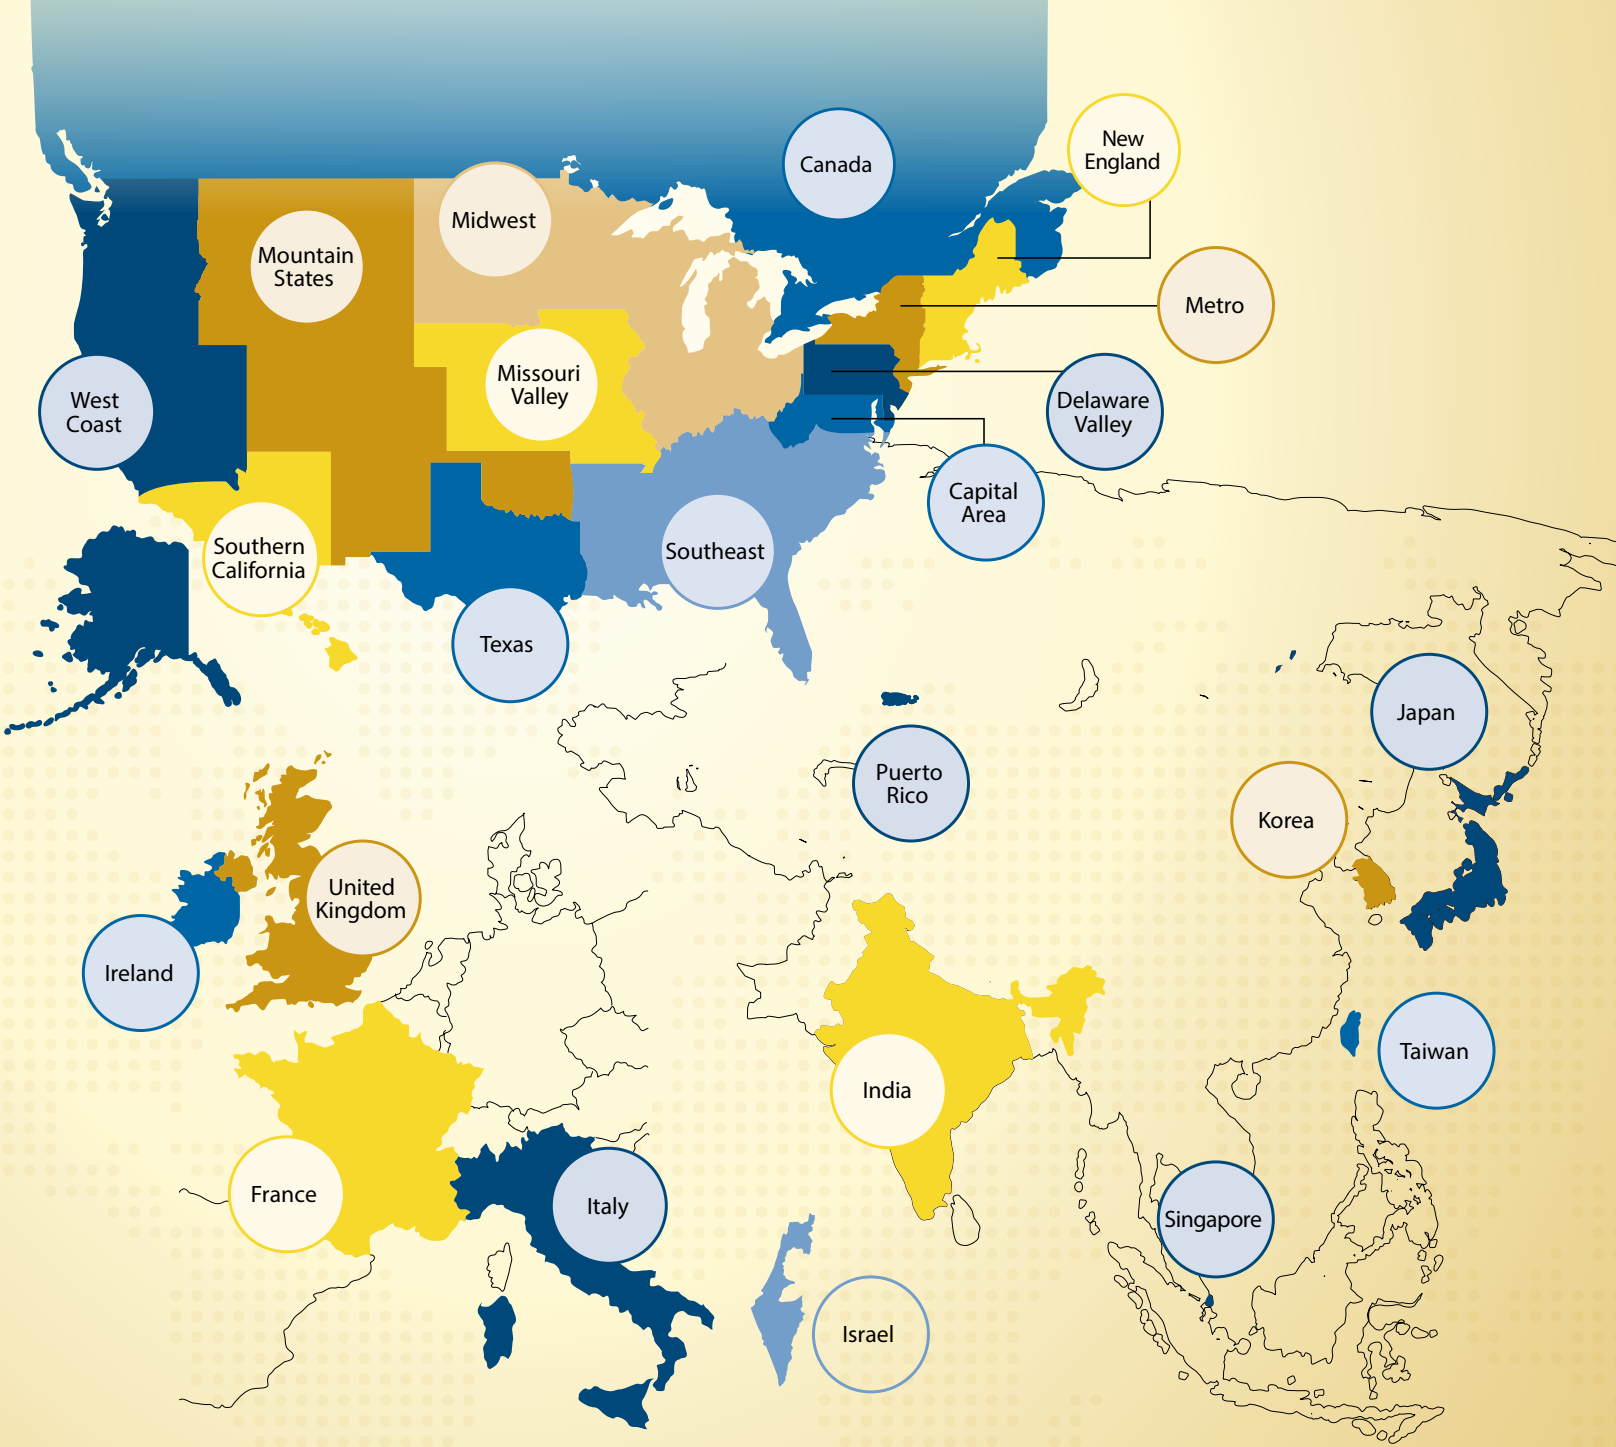 Canada
New
England
Midwest
Mountain
States
Metro
Missouri
Valley
West
Coast
Delaware
Valley
Capital
Area
Southern
California
Southeast
Texas
Japan
Puerto
Rico
Korea
United
Kingdom
Ireland
Taiwan
India
France
Italy
Singapore
Israel